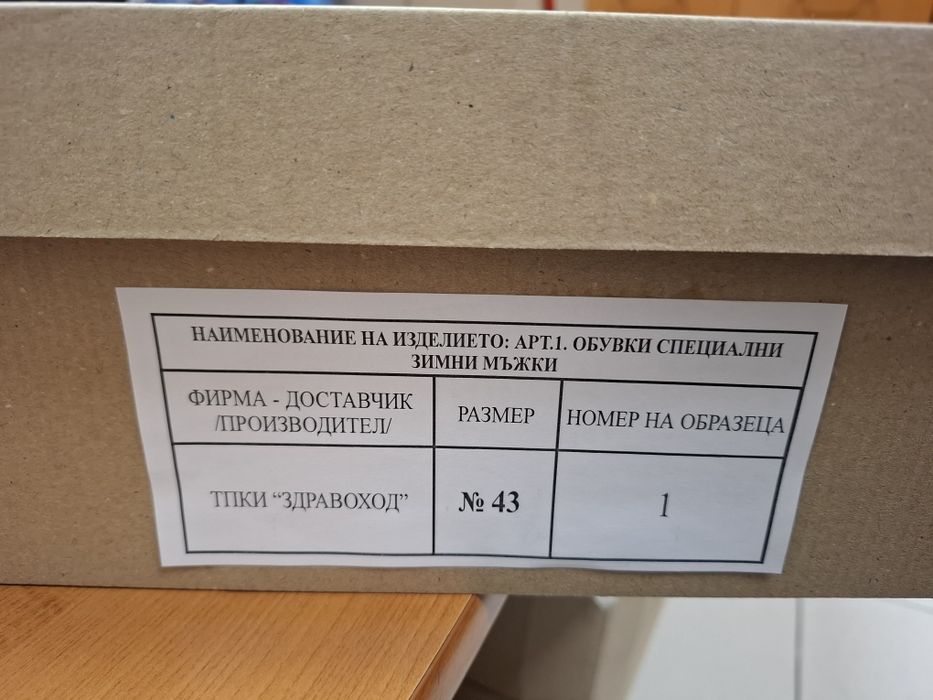 НАИМЕНОВАНИЕ НА ИЗДЕЛИЕТО: АРТ.1. ОБУВКИ СПЕЦИАЛНИ
ЗИМНИ МЪЖКИ
ФИРМА - ДОСТАВЧИК
/ПРОИЗВОДИТЕЛ/
РАЗМЕР
НОМЕР НА ОБРАЗЕЦА
ТПКИ “ЗДРАВОХОД”
№ 43
1